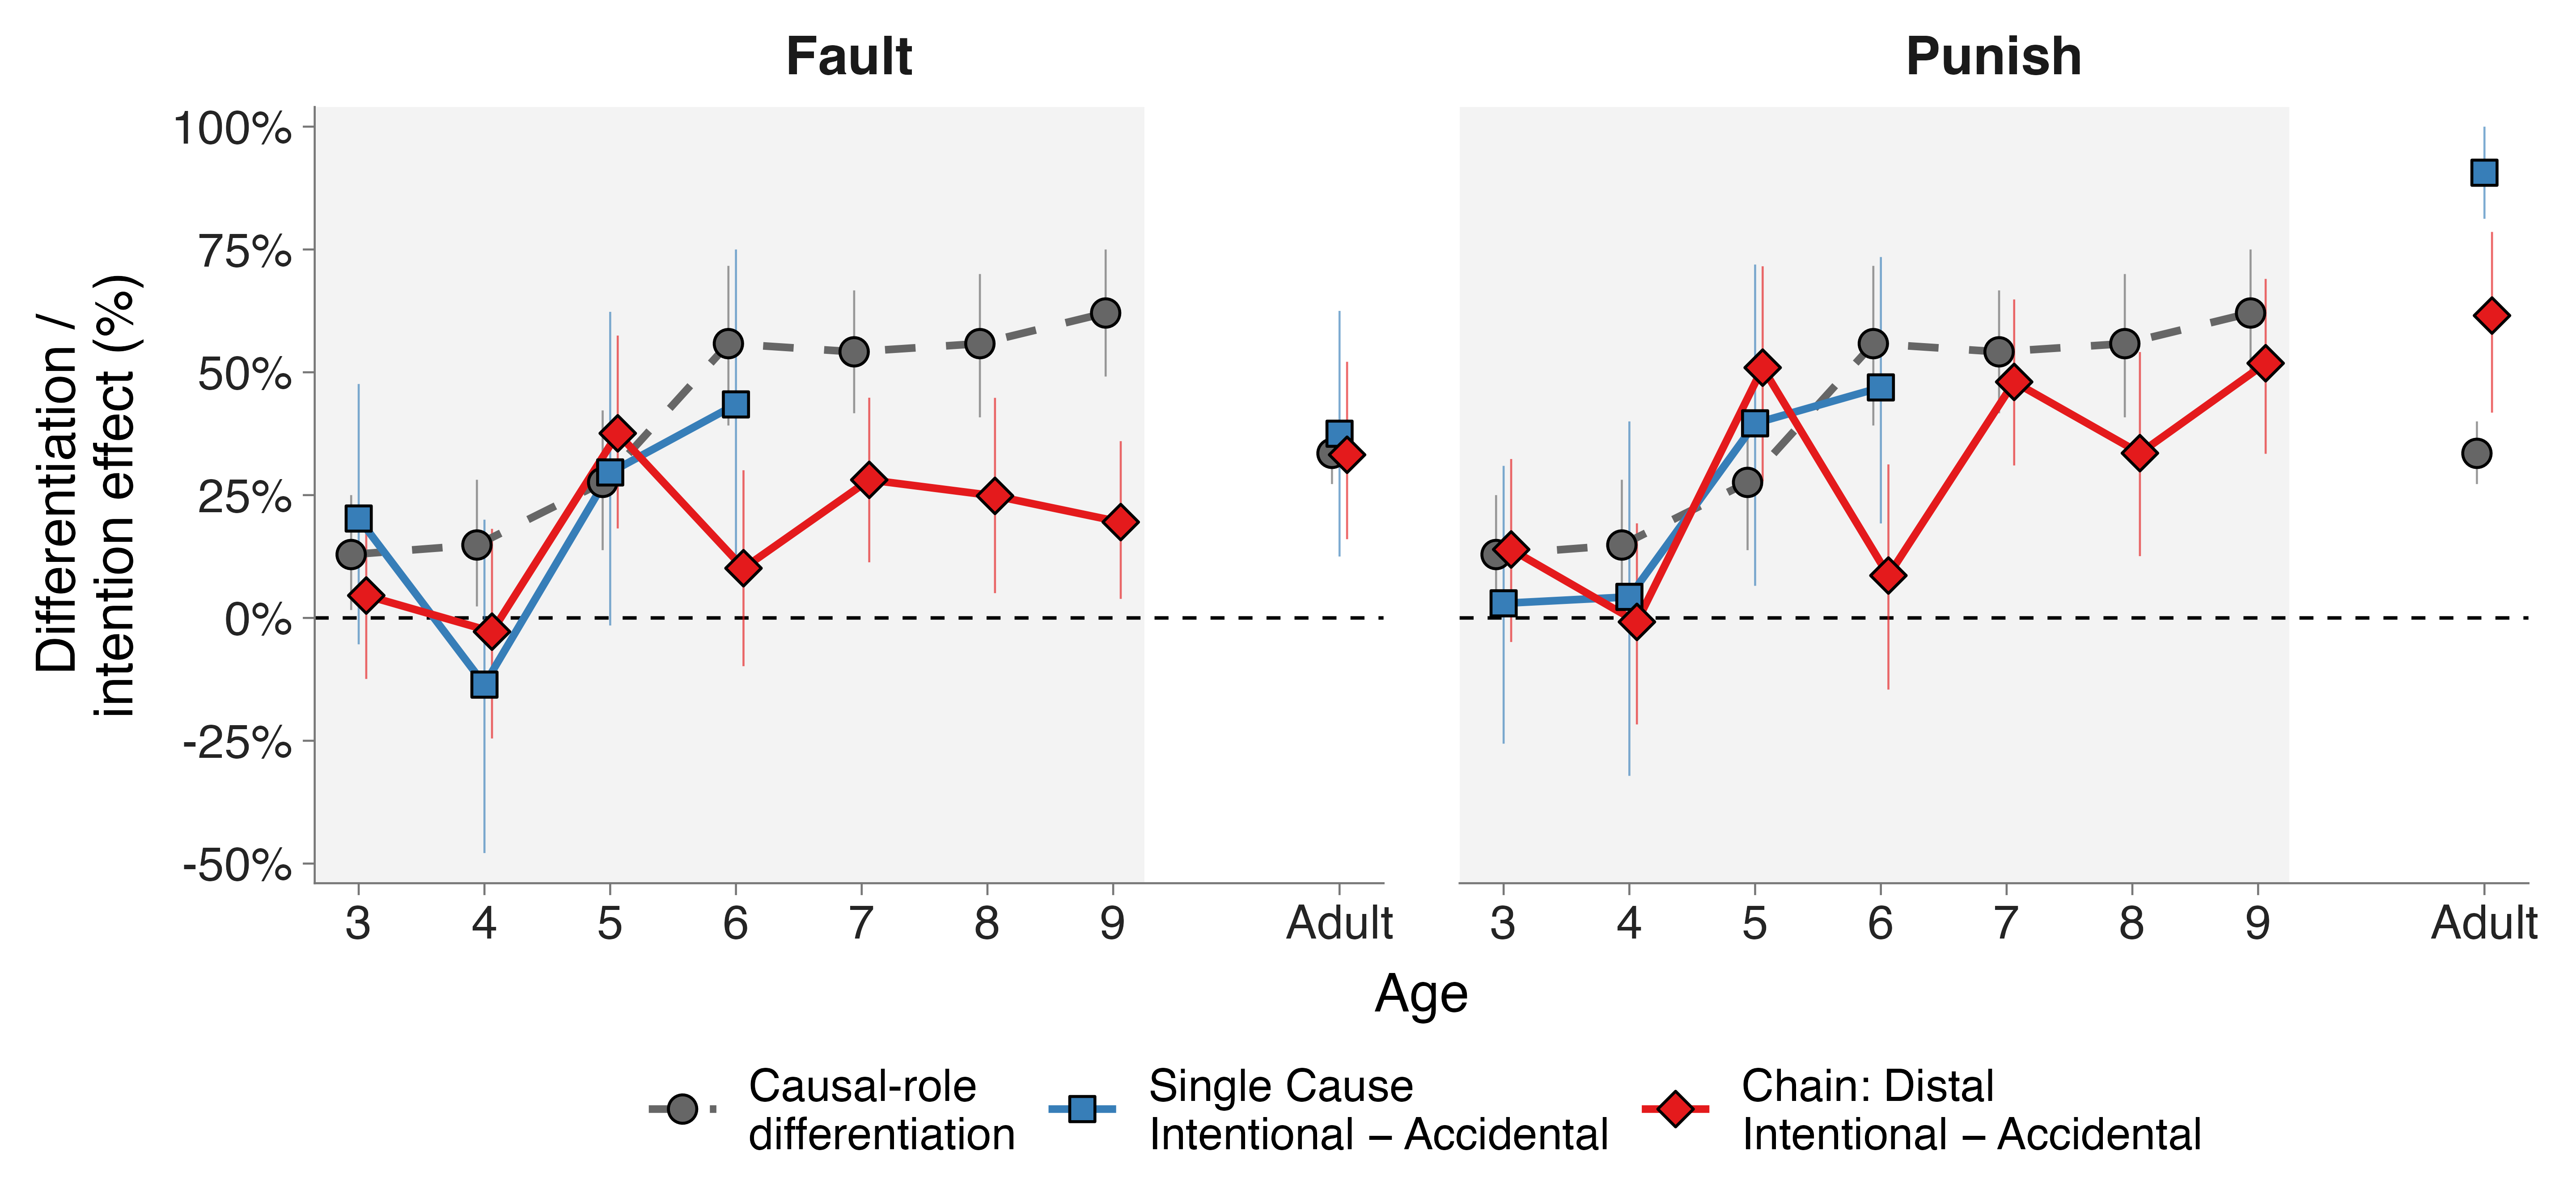 Fault
Punish
Differentiation /
intention effect (%)
100%
75%
50%
25%
0%
-25%
-50%
3 4 5 6 7 8 9 Adult
3 4 5 6 7 8 9 Adult
Age
Causal-role
differentiation
Single Cause
Intentional – Accidental
Chain: Distal
Intentional – Accidental